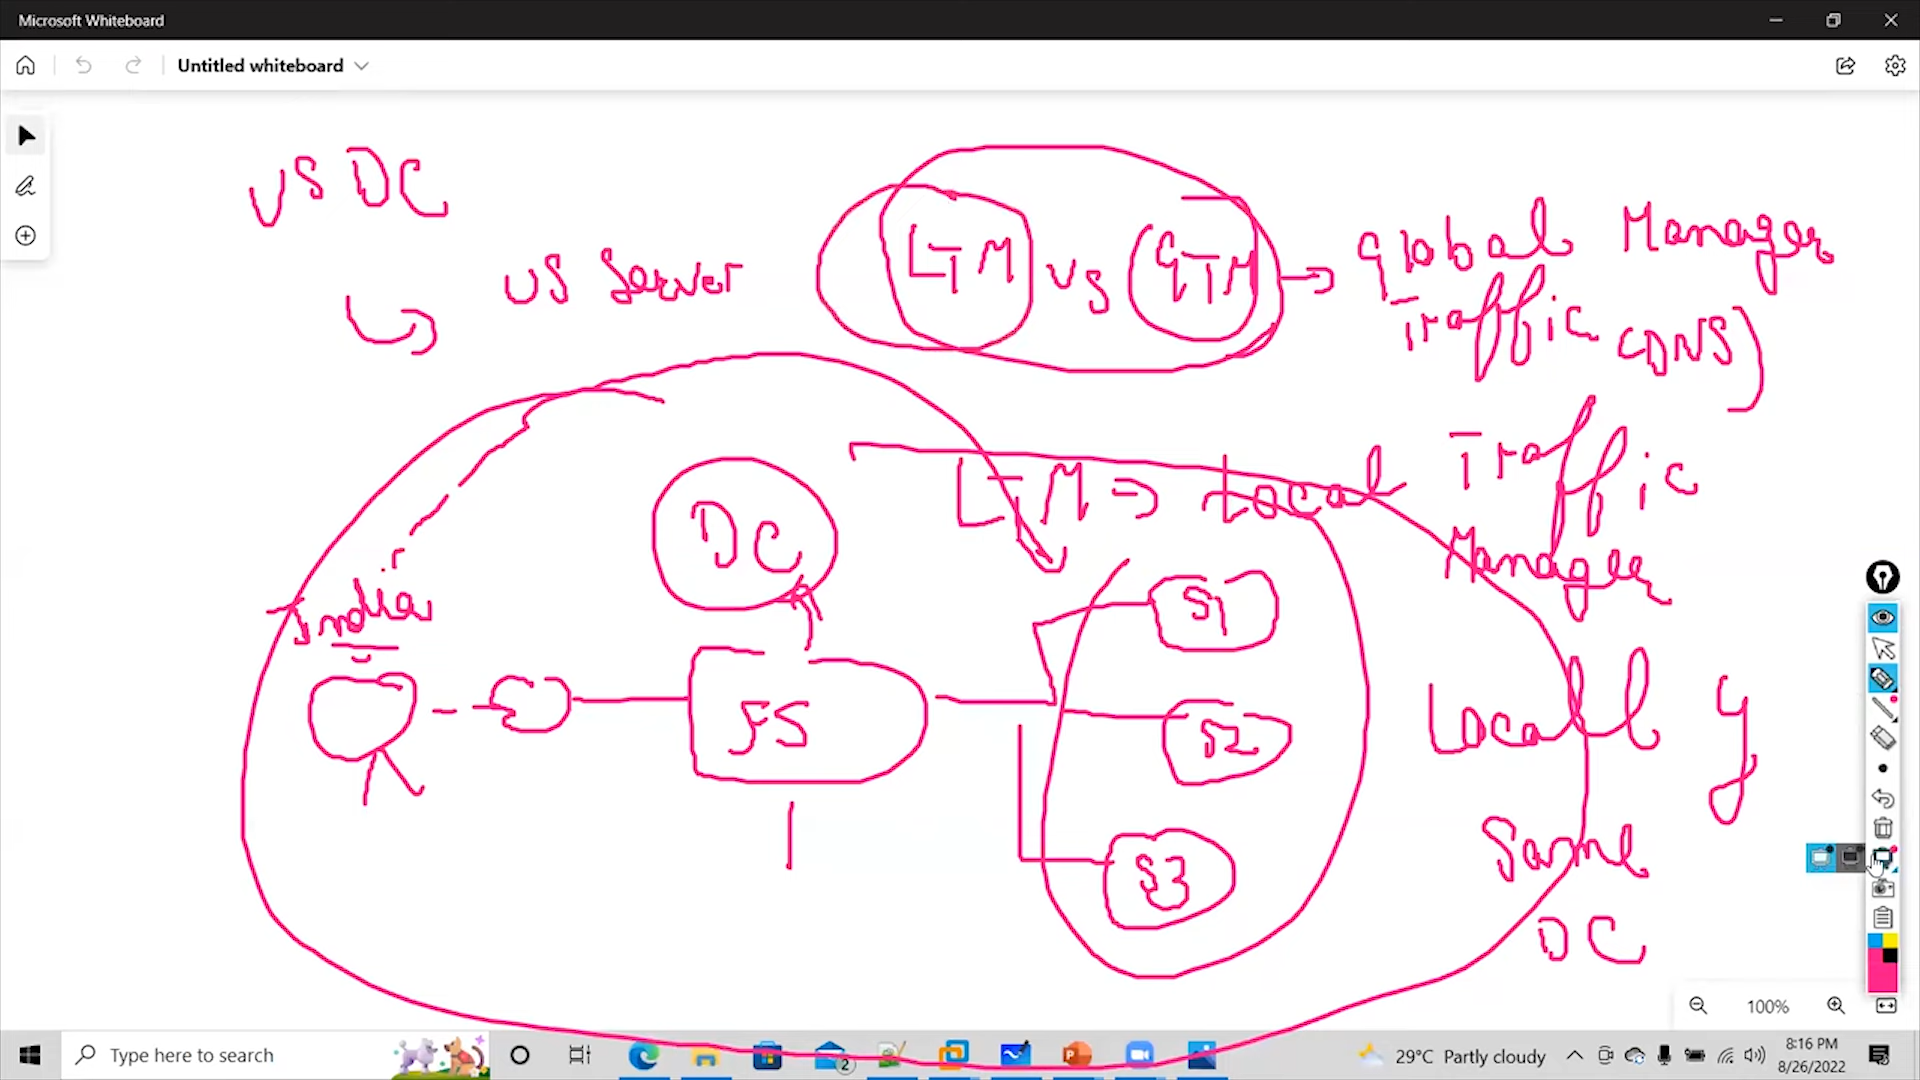 Microsoft Whiteboard
Untitled whiteboard
US DC
US Server
LTM vs GTM → Global Manager
Traffic (DNS)
LTM → Local Traffic
Manager
DC
India
S1
F5
S2
Locally
S3
Same
DC
100%
Type here to search
2
29°C Partly cloudy
8:16 PM
8/26/2022